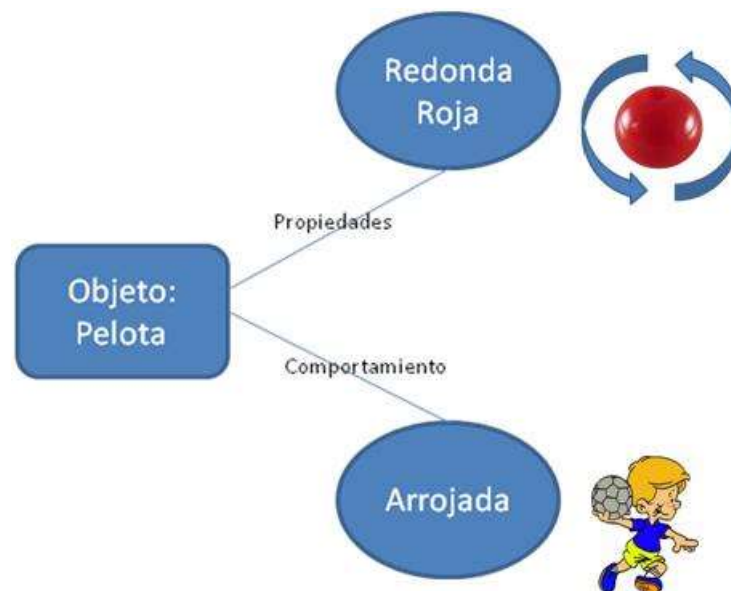 Redonda
Roja
Propiedades
Objeto:
Pelota
Comportamiento
Arrojada